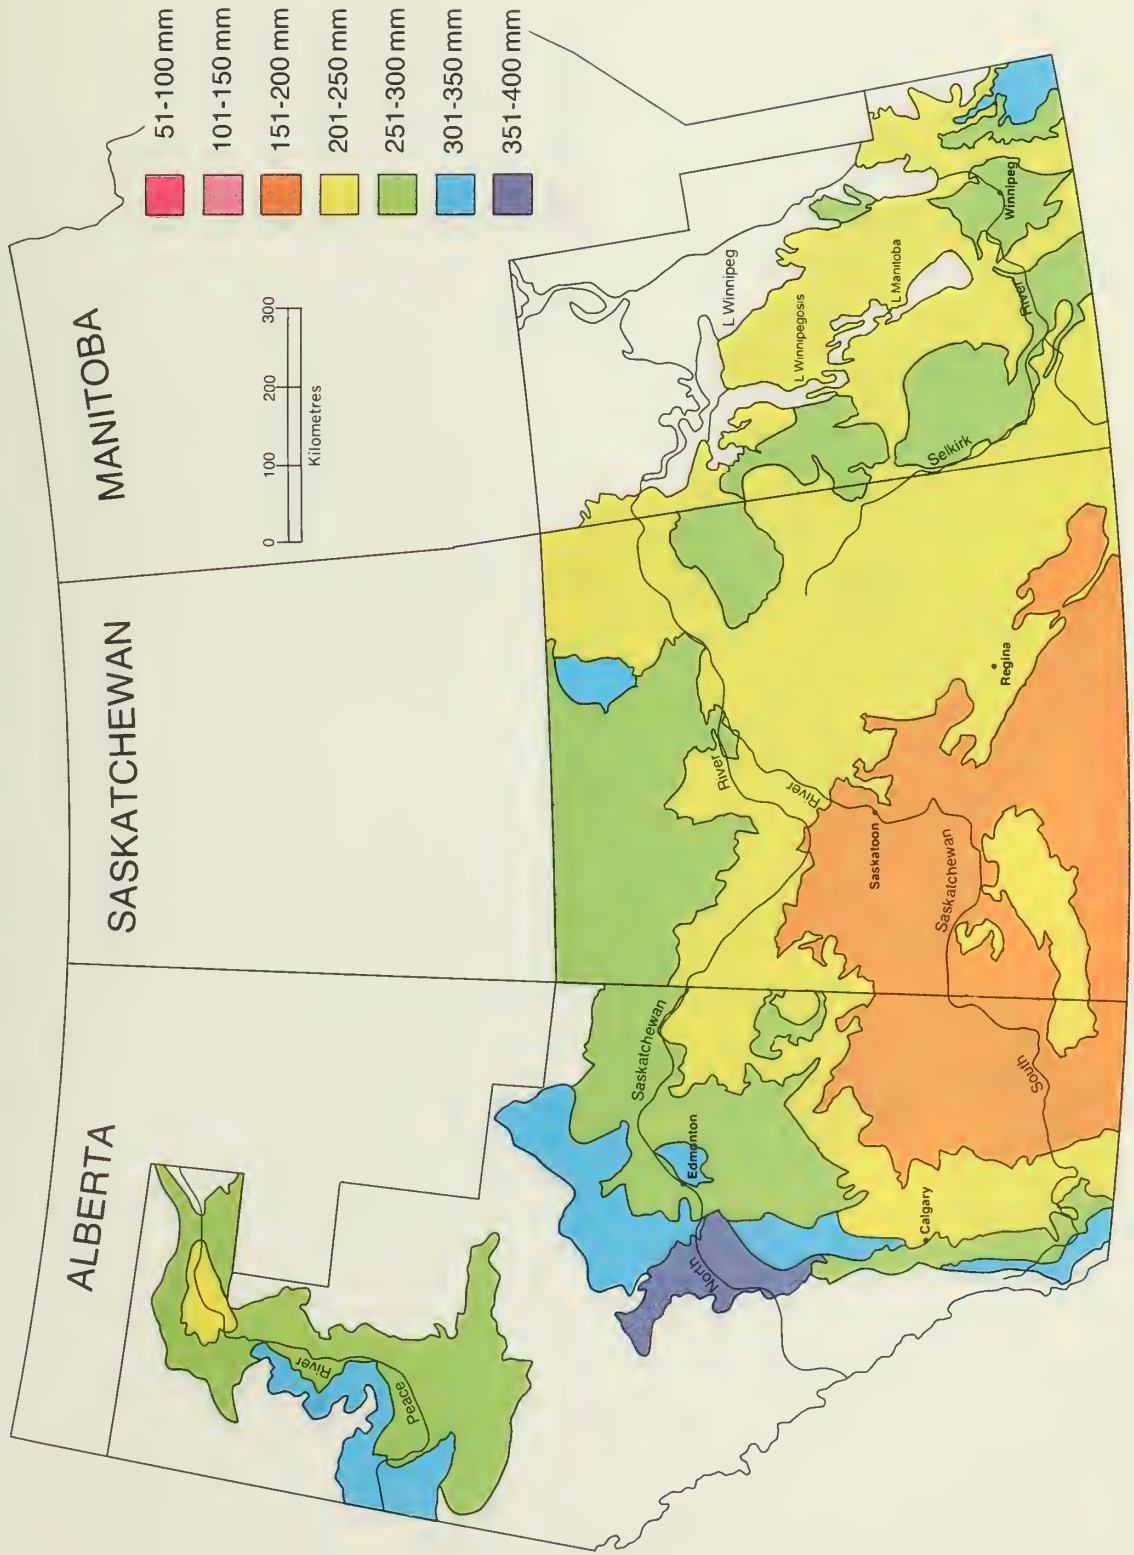 ALBERTA
SASKATCHEWAN
MANITOBA
0 100 200 300
Kilometres
51-100 mm
101-150 mm
151-200 mm
201-250 mm
251-300 mm
301-350 mm
351-400 mm
Peace
River
North
Saskatchewan
River
Edmonton
Calgary
South
Saskatchewan
River
Saskatoon
Regina
Selkirk
River
L Winnipegosis
L Winnipeg
L Manitoba
Winnipeg